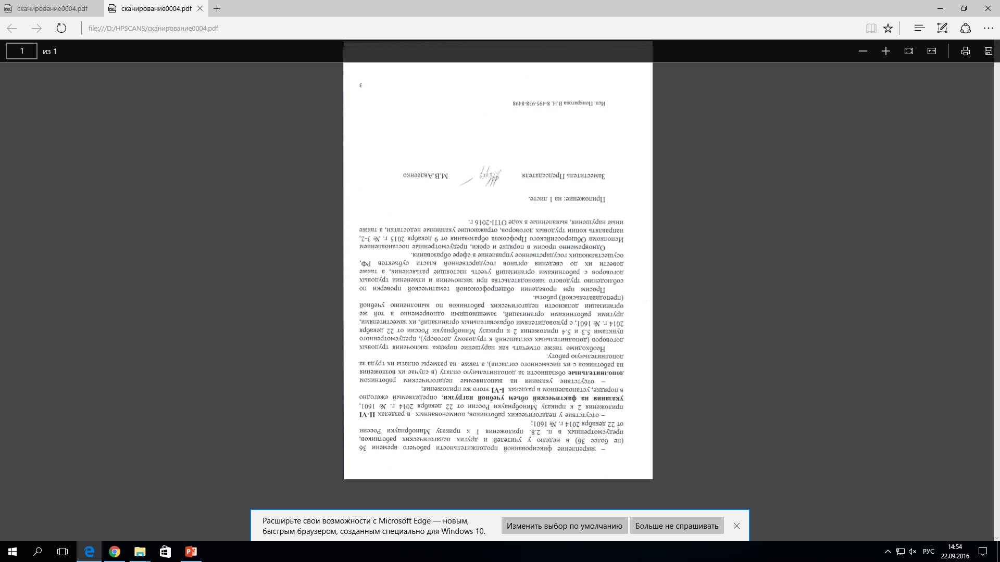 сканирование0004.pdf
сканирование0004.pdf
file:///D:/HPSCANS/сканирование0004.pdf
1 из 1
– закрепление фиксированной продолжительности рабочего времени 36
(не более 36) в неделю у учителей и других педагогических работников,
предусмотренных в п. 2.8. приложения 1 к приказу Минобрнауки России
от 22 декабря 2014 г. № 1601;
– отсутствие у педагогических работников, поименованных в разделах II-VI
приложения 2 к приказу Минобрнауки России от 22 декабря 2014 г. № 1601,
указания на фактический объем учебной нагрузки, определяемый ежегодно
в порядке, установленном в разделах I-VI этого же приложения;
– отсутствие указания на выполняемые педагогическим работником
дополнительные обязанности за дополнительную оплату (в случае их возложения
на работников с их письменного согласия), а также на размеры оплаты их труда за
дополнительную работу.
Необходимо также отмечать как нарушение порядка заключения трудовых
договоров (дополнительных соглашений к трудовому договору), предусмотренного
пунктами 5.3 и 5.4 приложения 2 к приказу Минобрнауки России от 22 декабря
2014 г. № 1601, с руководителями образовательных организаций, их заместителями,
другими работниками организаций, замещающими одновременно в той же
организации должности педагогических работников по выполнению учебной
(преподавательской) работы.
Просим при проведении общепрофсоюзной тематической проверки по
соблюдению трудового законодательства при заключении и изменении трудовых
договоров с работниками организаций учесть настоящие разъяснения, а также
довести их до сведения органов государственной власти субъектов РФ,
осуществляющих государственное управление в сфере образования.
Одновременно просим в порядке и сроки, предусмотренные постановлением
Исполкома Общероссийского Профсоюза образования от 9 декабря 2015 г. № 3-2,
направлять копии трудовых договоров, отражающие указанные недостатки, а также
иные нарушения, выявленные в ходе ОТП-2016 г.
Приложение: на 1 листе.
Заместитель Председателя М.В.Авдеенко
Исп. Понкратова В.Н. 8-495-938-8498
3
Расширьте свои возможности с Microsoft Edge — новым,
быстрым браузером, созданным специально для Windows 10.
Изменить выбор по умолчанию
Больше не спрашивать
РУС
14:54
22.09.2016